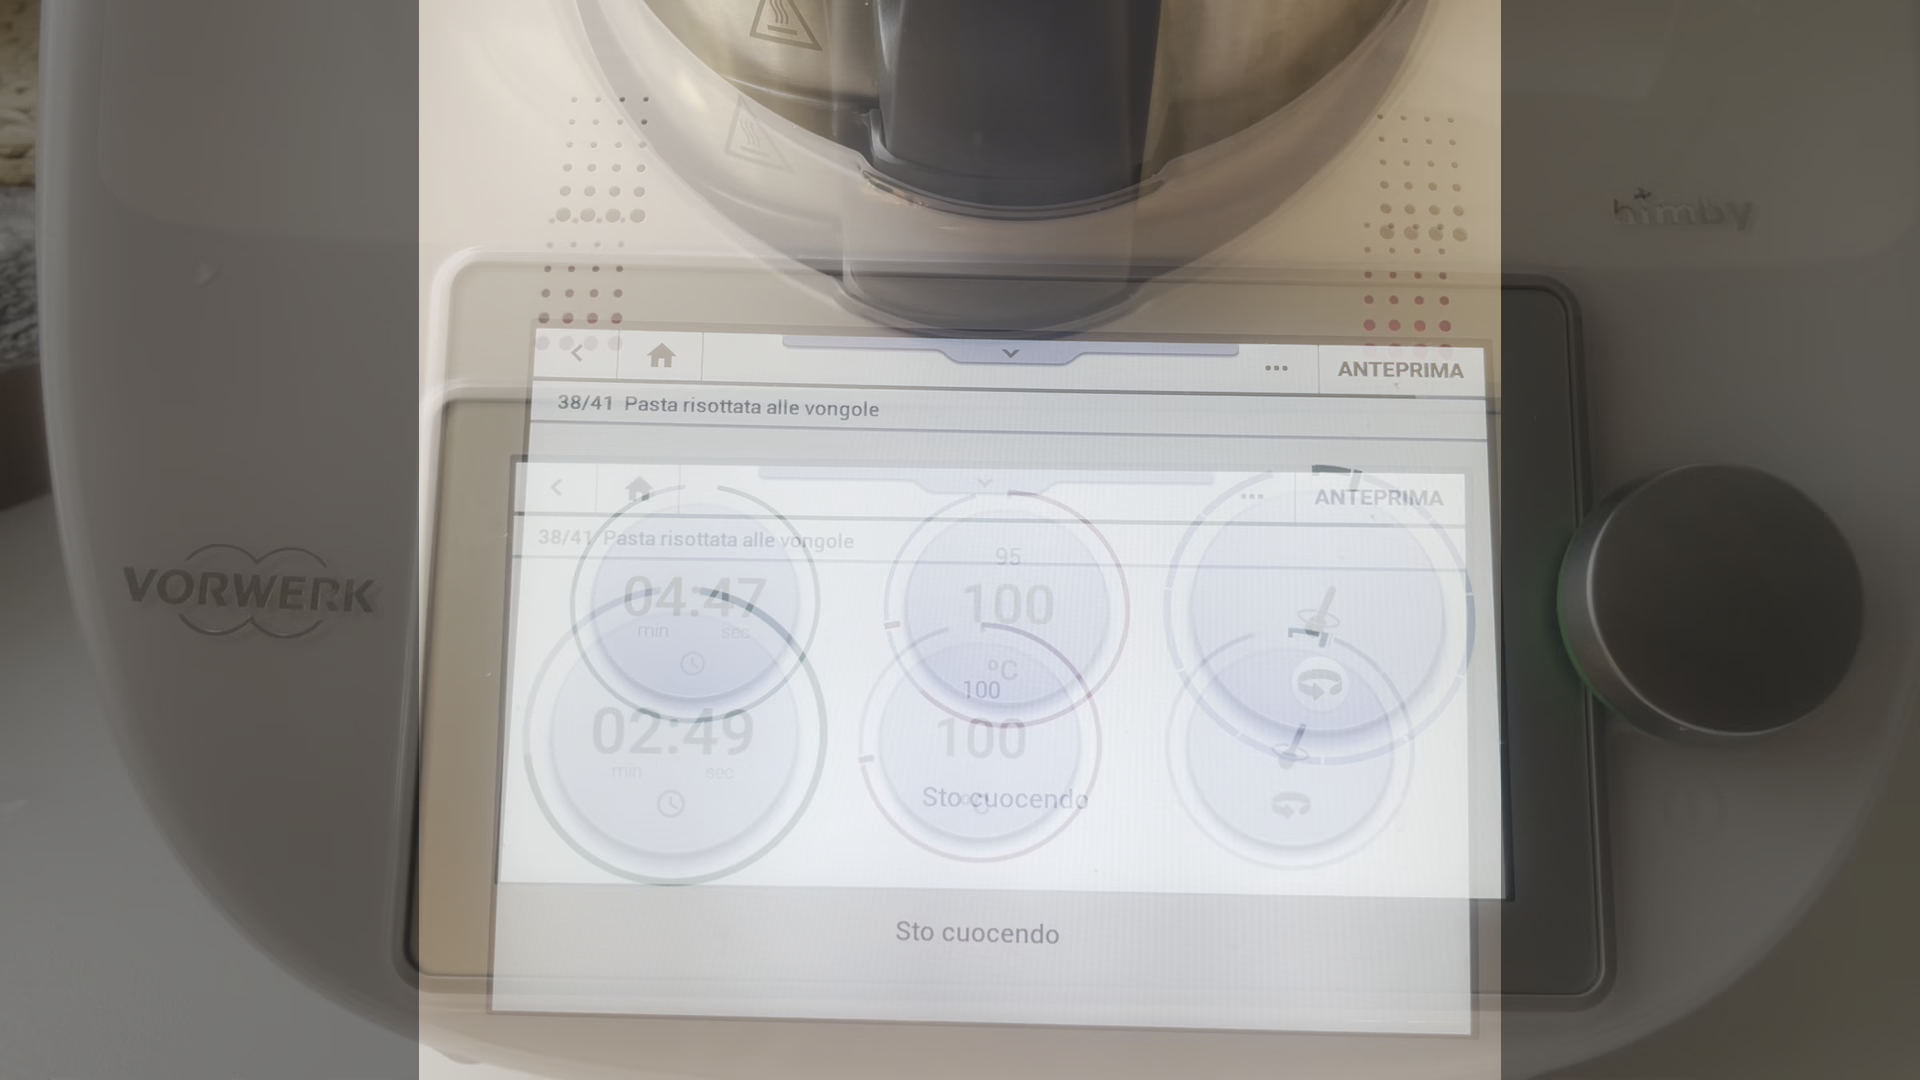 bimby
ANTEPRIMA
38/41 Pasta risottata alle vongole
ANTEPRIMA
38/41 Pasta risottata alle vongole
04:47
min sec
95
100
°C
VORWERK
02:49
min sec
100
100
Sto cuocendo
Sto cuocendo